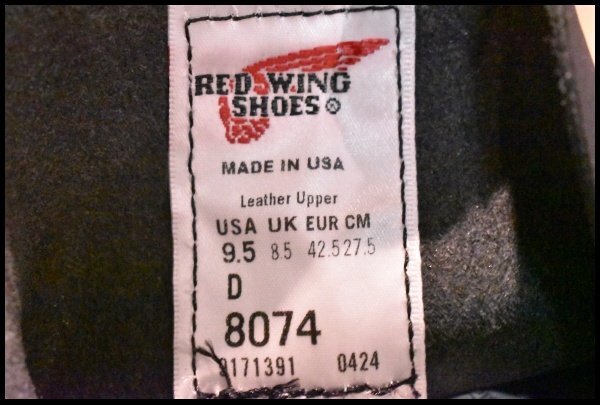 RED WING
SHOES ®
MADE IN USA
Leather Upper
USA UK EUR CM
9.5 8.5 42.5 27.5
D
8074
0424